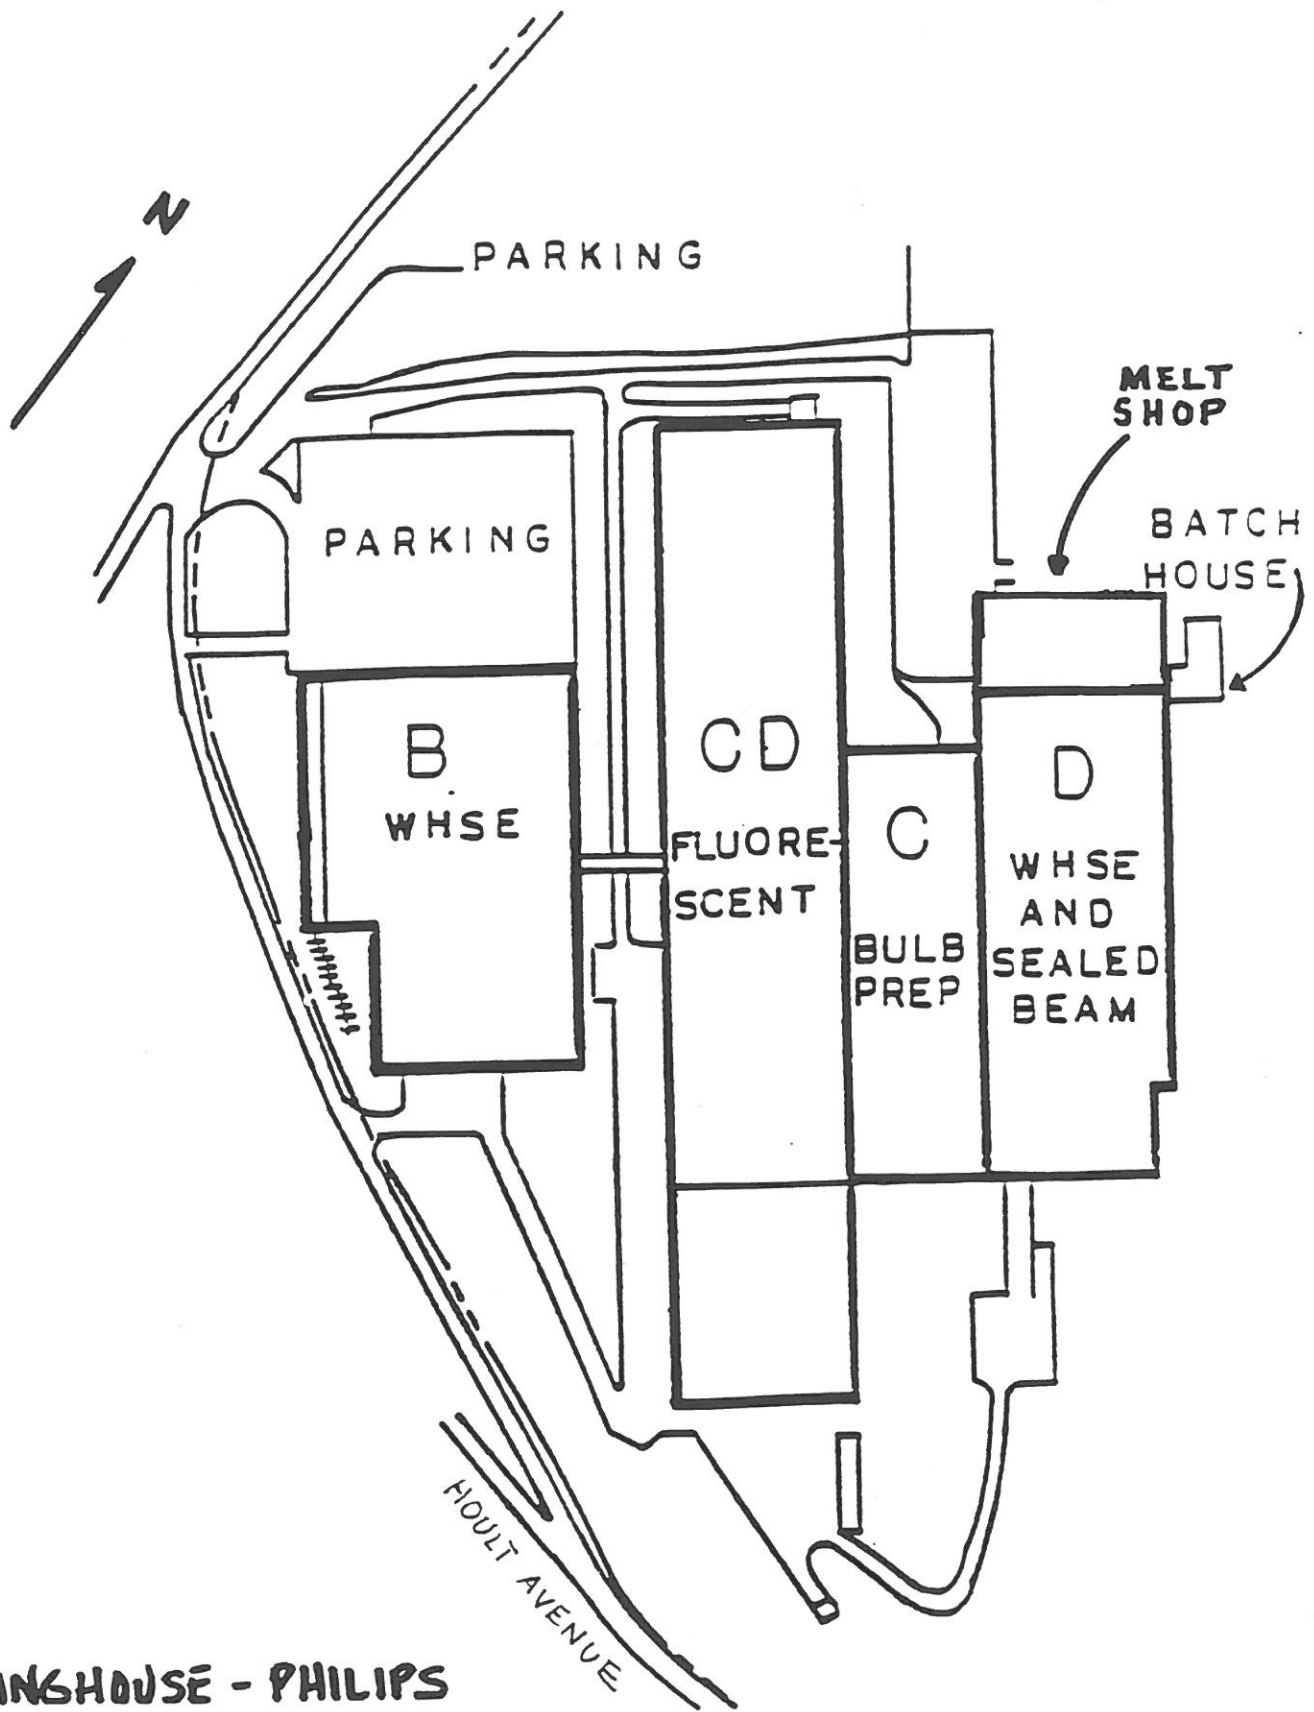 N
PARKING
MELT
SHOP
BATCH
HOUSE
PARKING
B
WHSE
CD
FLUORE-
SCENT
C
BULB
PREP
D
WHSE
AND
SEALED
BEAM
HOULT AVENUE
INGHOUSE - PHILIPS